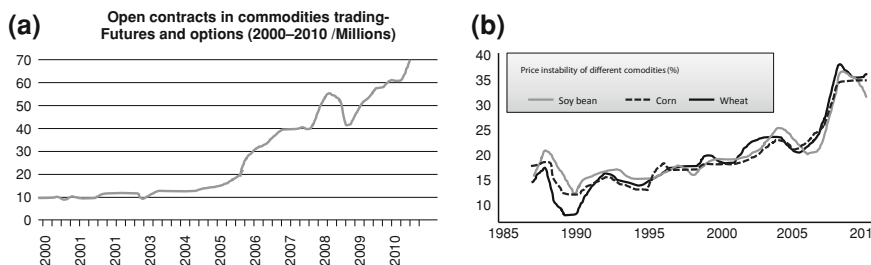 (a)
Open contracts in commodities trading-
Futures and options (2000–2010 /Millions)
70
60
50
40
30
20
10
0
2000 2001 2001 2002 2003 2004 2005 2006 2006 2007 2008 2009 2010
(b)
Price instability of different comodities (%)
Soy bean Corn Wheat
40
35
30
25
20
15
10
1985 1990 1995 2000 2005 201